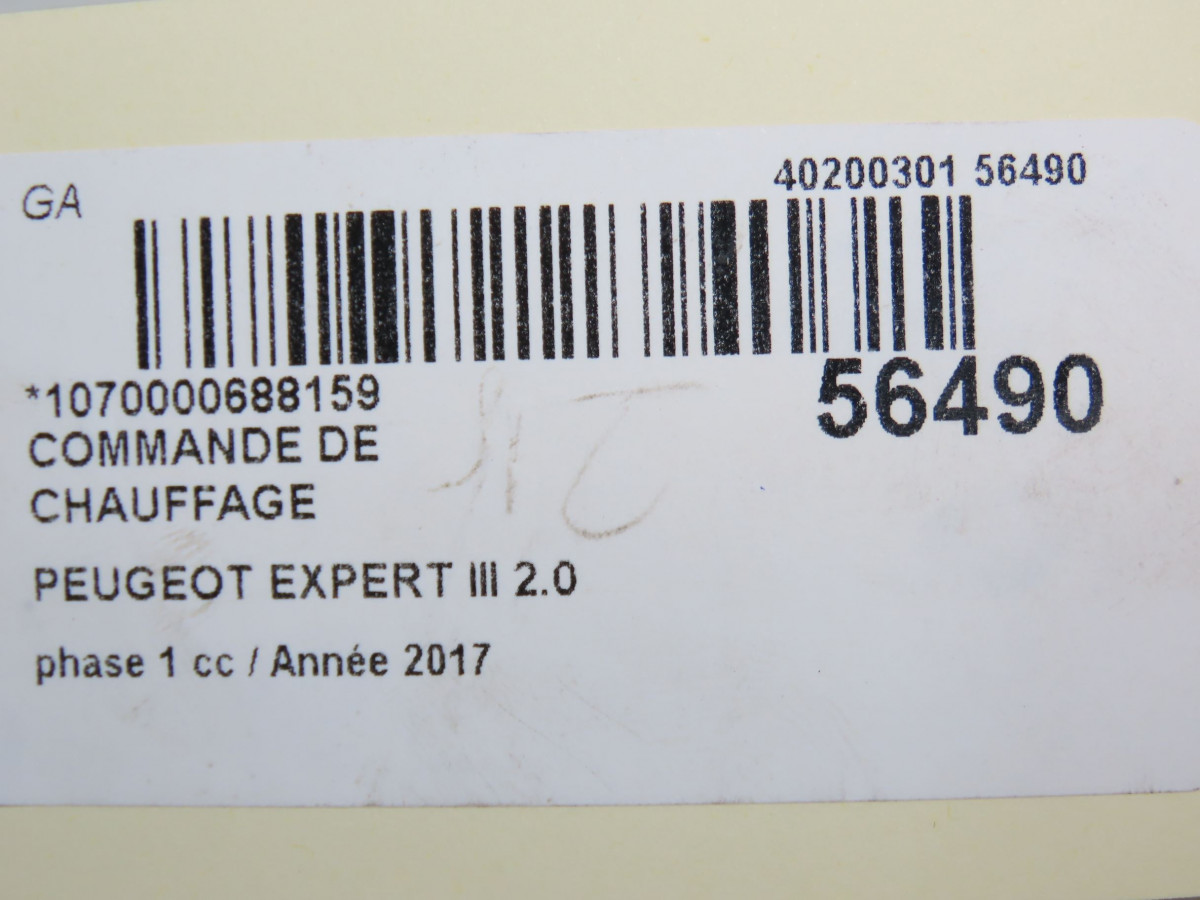 GA
40200301 56490
*1070000688159
56490
COMMANDE DE
CHAUFFAGE
PEUGEOT EXPERT III 2.0
phase 1 cc / Année 2017